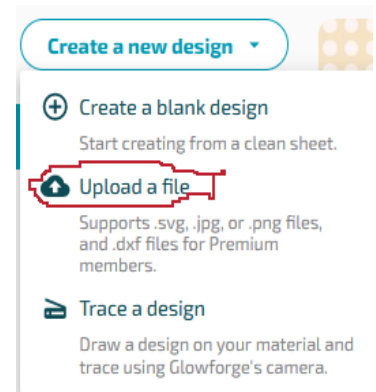 Create a new design
Create a blank design
Start creating from a clean sheet.
Upload a file
Supports .svg, .jpg, or .png files,
and .dxf files for Premium
members.
Trace a design
Draw a design on your material and
trace using Glowforge's camera.